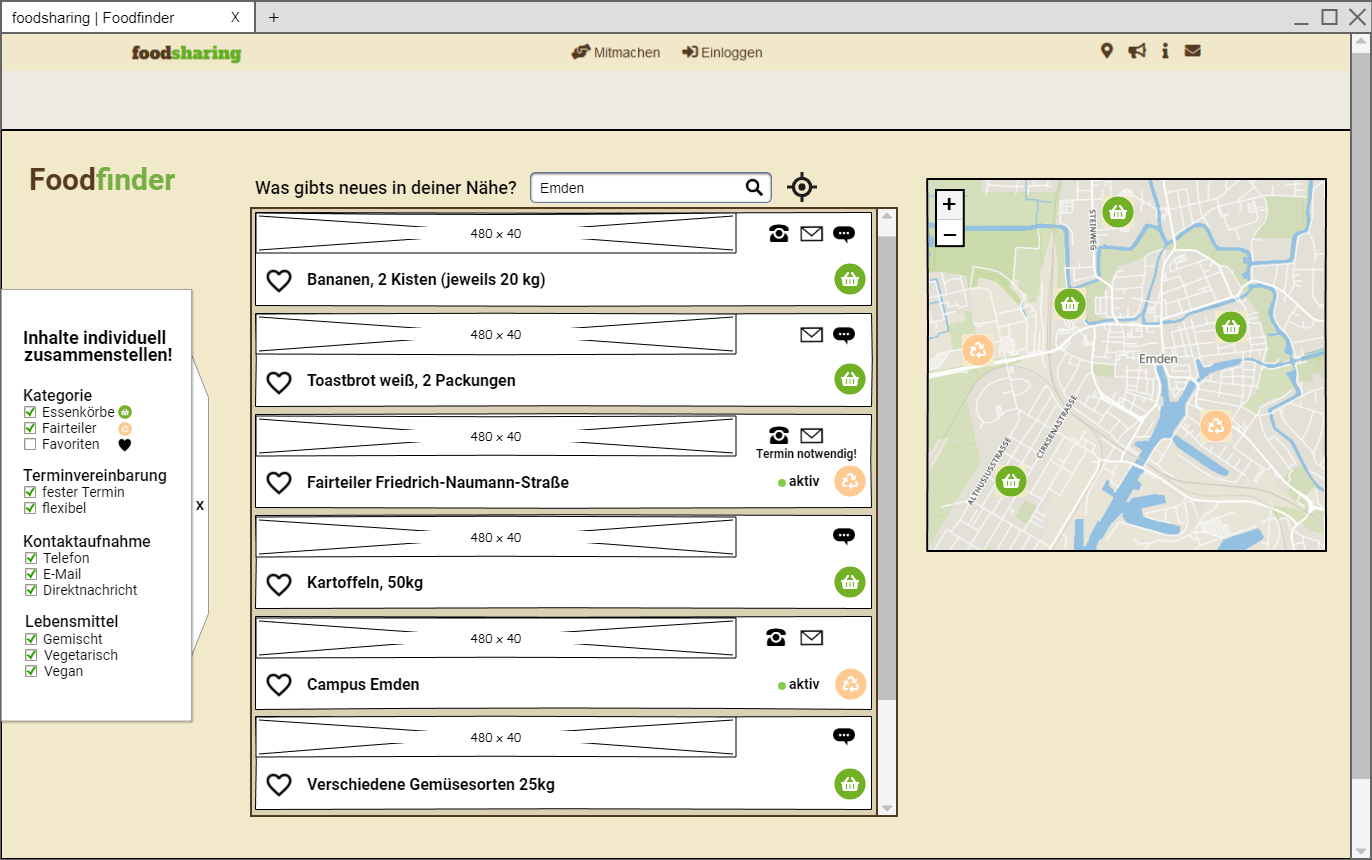 foodsharing | Foodfinder X +
foodsharing Mitmachen Einloggen
Foodfinder
Was gibts neues in deiner Nähe? Emden
Inhalte individuell
zusammenstellen!
Kategorie
Essenkörbe
Fairteiler
Favoriten
Terminvereinbarung
fester Termin
flexibel
Kontaktaufnahme
Telefon
E-Mail
Direktnachricht
Lebensmittel
Gemischt
Vegetarisch
Vegan
X
480 x 40
Bananen, 2 Kisten (jeweils 20 kg)
480 x 40
Toastbrot weiß, 2 Packungen
480 x 40
Termin notwendig!
Fairteiler Friedrich-Naumann-Straße aktiv
480 x 40
Kartoffeln, 50kg
480 x 40
Campus Emden aktiv
480 x 40
Verschiedene Gemüsesorten 25kg
+
−
STEINWEG
Emden
CIRKSENASTRASSE
ALTHUSIUSSTRASSE